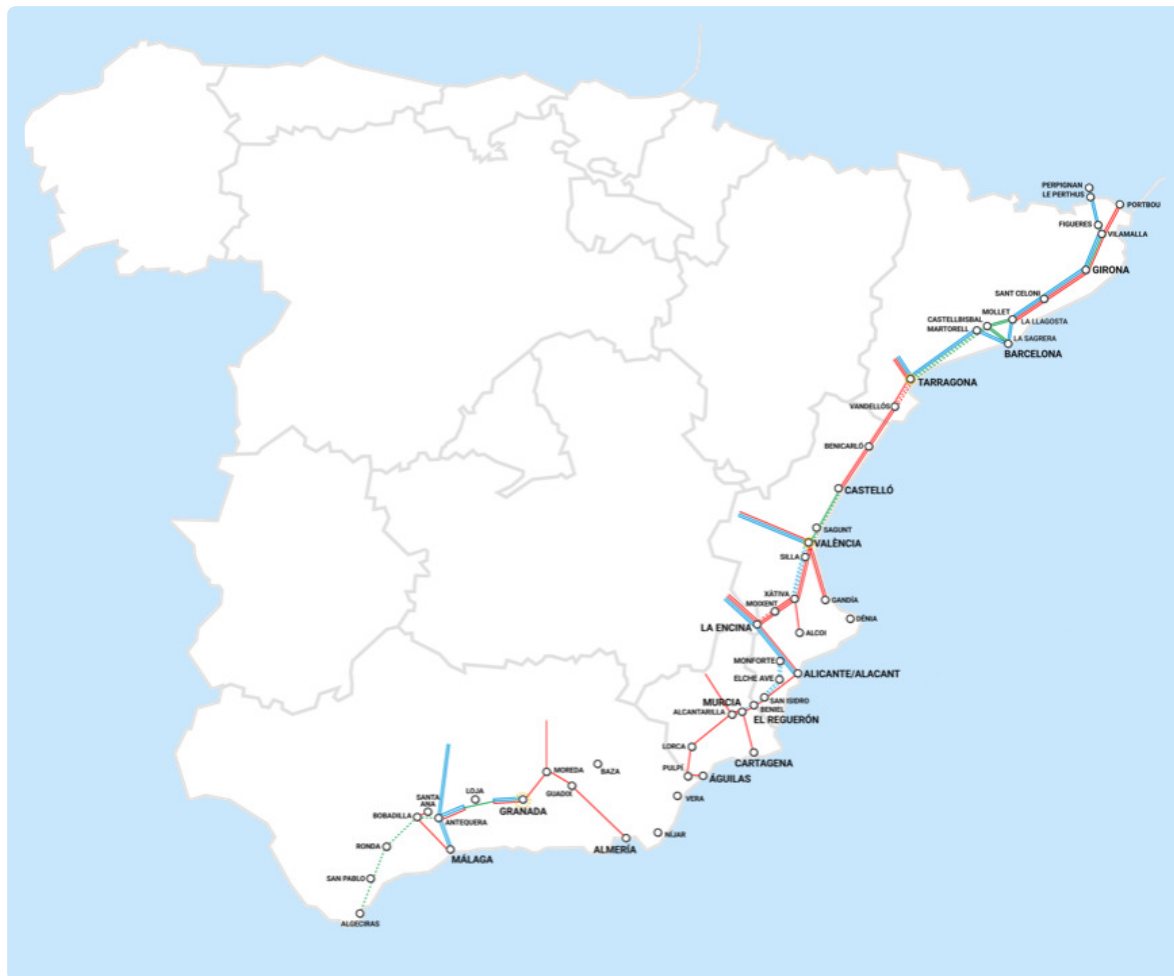 PERPIGNAN
LE PERTHUS
PORTBOU
FIGUERES
VILAMALLA
GIRONA
SANT CELONI
MOLLET
CASTELLBISBAL
LA LLAGOSTA
MARTORELL
LA SAGRERA
BARCELONA
TARRAGONA
VANDELLÓS
BENICARLÓ
CASTELLÓ
SAGUNT
VALÈNCIA
SILLA
XÀTIVA
GANDÍA
MOIXENT
DÉNIA
LA ENCINA
ALCOI
MONFORTE
ALICANTE/ALACANT
ELCHE AVE
SAN ISIDRO
MURCIA
BENIEL
ALCANTARILLA
EL REGUERÓN
LORCA
CARTAGENA
PULPÍ
ÁGUILAS
MOREDA
BAZA
GUADIX
LOJA
VERA
SANTA
ANA
GRANADA
BOBADILLA
ANTEQUERA
NÍJAR
RONDA
MÁLAGA
ALMERÍA
SAN PABLO
ALGECIRAS